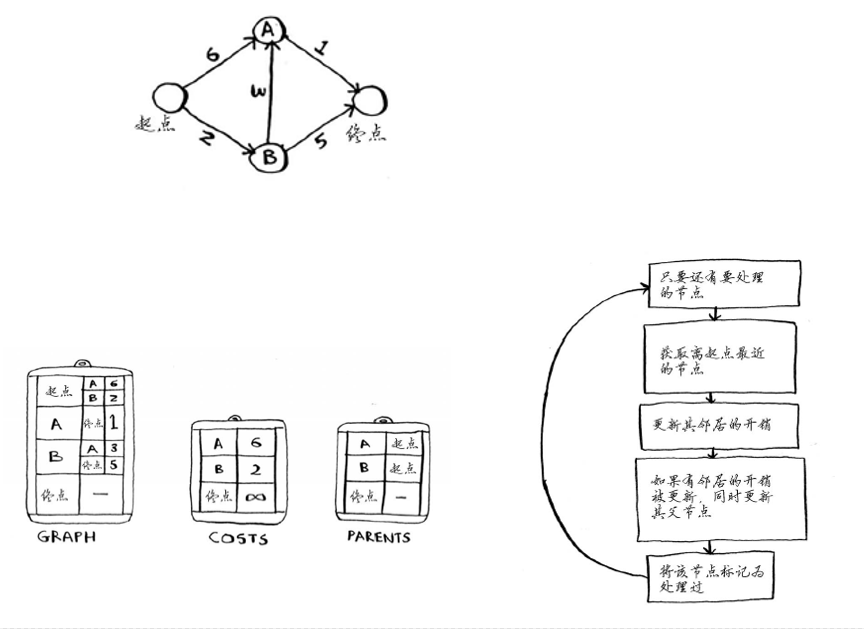 A
6
1
3
起点
终点
2
5
B
起点 A 6
B 2
A 终点 1
B A 3
终点 5
终点 —
GRAPH
A 6
B 2
终点 ∞
COSTS
A 起点
B 起点
终点 —
PARENTS
只要还有要处理
的节点
获取离起点最近
的节点
更新其邻居的开销
如果有邻居的开销
被更新，同时更新
其父节点
将该节点标记为
处理过